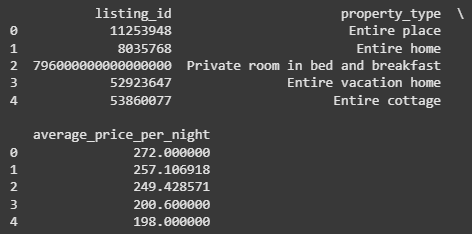 listing_id property_type \
0 11253948 Entire place
1 8035768 Entire home
2 796000000000000000 Private room in bed and breakfast
3 52923647 Entire vacation home
4 53860077 Entire cottage
average_price_per_night
0 272.000000
1 257.106918
2 249.428571
3 200.600000
4 198.000000